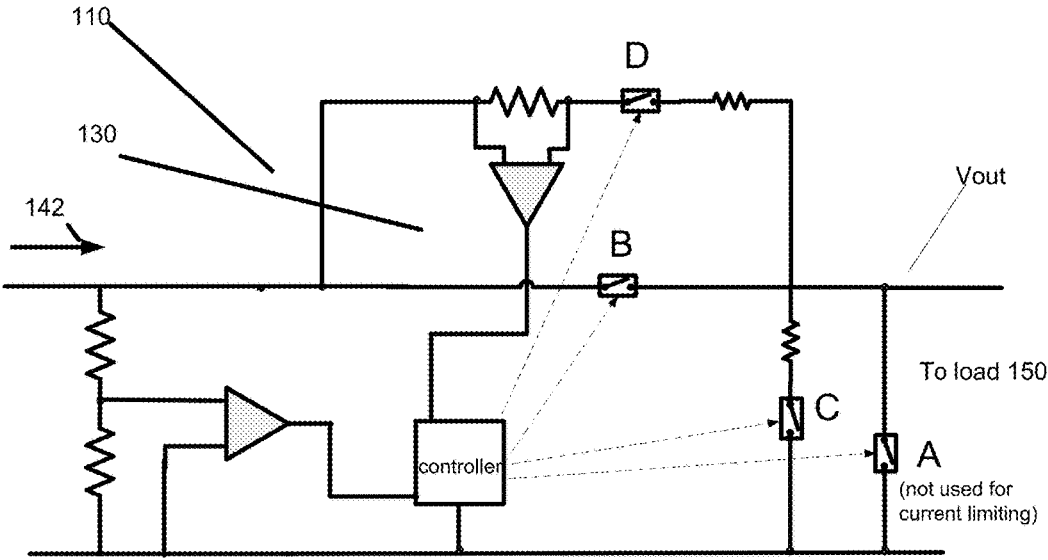 110
D
130
Vout
142
B
To load 150
C
controller
A
(not used for
current limiting)